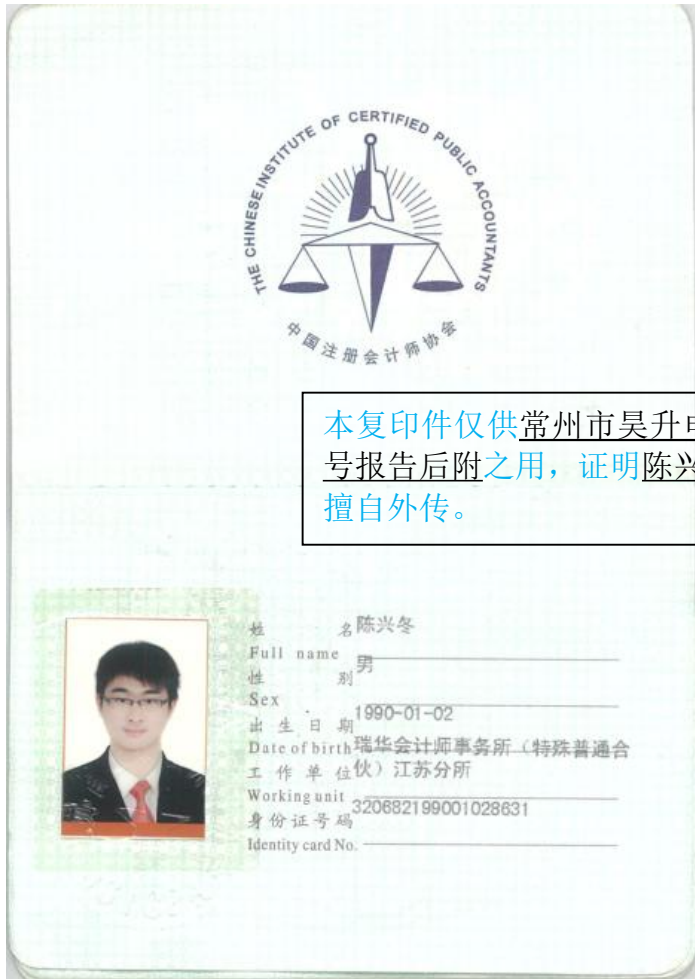 THE CHINESE INSTITUTE OF CERTIFIED PUBLIC ACCOUNTANTS
中国注册会计师协会
本复印件仅供常州市昊升
号报告后附之用，证明陈兴
擅自外传。
姓 名 陈兴冬
Full name
性 别 男
Sex
出生日期 1990-01-02
Date of birth
工作单位 瑞华会计师事务所（特殊普通合
伙）江苏分所
Working unit
身份证号码 320682199001028631
Identity card No.